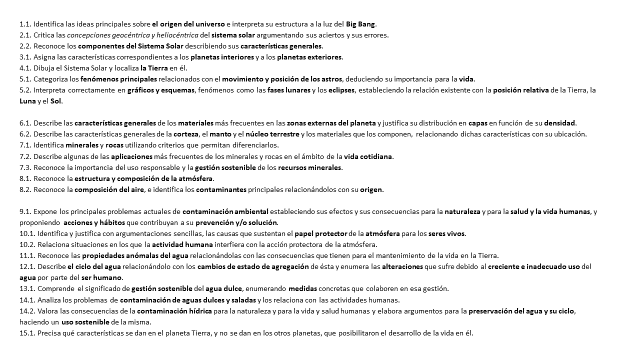 1.1. Identifica las ideas principales sobre el origen del universo e interpreta su estructura a la luz del Big Bang.
2.1. Critica las concepciones geocéntrica y heliocéntrica del sistema solar argumentando sus aciertos y sus errores.
2.2. Reconoce los componentes del Sistema Solar describiendo sus características generales.
3.1. Asigna las características correspondientes a los planetas interiores y a los planetas exteriores.
4.1. Dibuja el Sistema Solar y localiza la Tierra en él.
5.1. Categoriza los fenómenos principales relacionados con el movimiento y posición de los astros, deduciendo su importancia para la vida.
5.2. Interpreta correctamente en gráficos y esquemas, fenómenos como las fases lunares y los eclipses, estableciendo la relación existente con la posición relativa de la Tierra, la
Luna y el Sol.
6.1. Describe las características generales de los materiales más frecuentes en las zonas externas del planeta y justifica su distribución en capas en función de su densidad.
6.2. Describe las características generales de la corteza, el manto y el núcleo terrestre y los materiales que los componen, relacionando dichas características con su ubicación.
7.1. Identifica minerales y rocas utilizando criterios que permitan diferenciarlos.
7.2. Describe algunas de las aplicaciones más frecuentes de los minerales y rocas en el ámbito de la vida cotidiana.
7.3. Reconoce la importancia del uso responsable y la gestión sostenible de los recursos minerales.
8.1. Reconoce la estructura y composición de la atmósfera.
8.2. Reconoce la composición del aire, e identifica los contaminantes principales relacionándolos con su origen.
9.1. Expone los principales problemas actuales de contaminación ambiental estableciendo sus efectos y sus consecuencias para la naturaleza y para la salud y la vida humanas, y
proponiendo acciones y hábitos que contribuyan a su prevención y/o solución.
10.1. Identifica y justifica con argumentaciones sencillas, las causas que sustentan el papel protector de la atmósfera para los seres vivos.
10.2. Relaciona situaciones en los que la actividad humana interfiera con la acción protectora de la atmósfera.
11.1. Reconoce las propiedades anómalas del agua relacionándolas con las consecuencias que tienen para el mantenimiento de la vida en la Tierra.
12.1. Describe el ciclo del agua relacionándolo con los cambios de estado de agregación de ésta y enumera las alteraciones que sufre debido al creciente e inadecuado uso del
agua por parte del ser humano.
13.1. Comprende el significado de gestión sostenible del agua dulce, enumerando medidas concretas que colaboren en esa gestión.
14.1. Analiza los problemas de contaminación de aguas dulces y saladas y los relaciona con las actividades humanas.
14.2. Valora las consecuencias de la contaminación hídrica para la naturaleza y para la vida y salud humanas y elabora argumentos para la preservación del agua y su ciclo,
haciendo un uso sostenible de la misma.
15.1. Precisa qué características se dan en el planeta Tierra, y no se dan en los otros planetas, que posibilitaron el desarrollo de la vida en él.